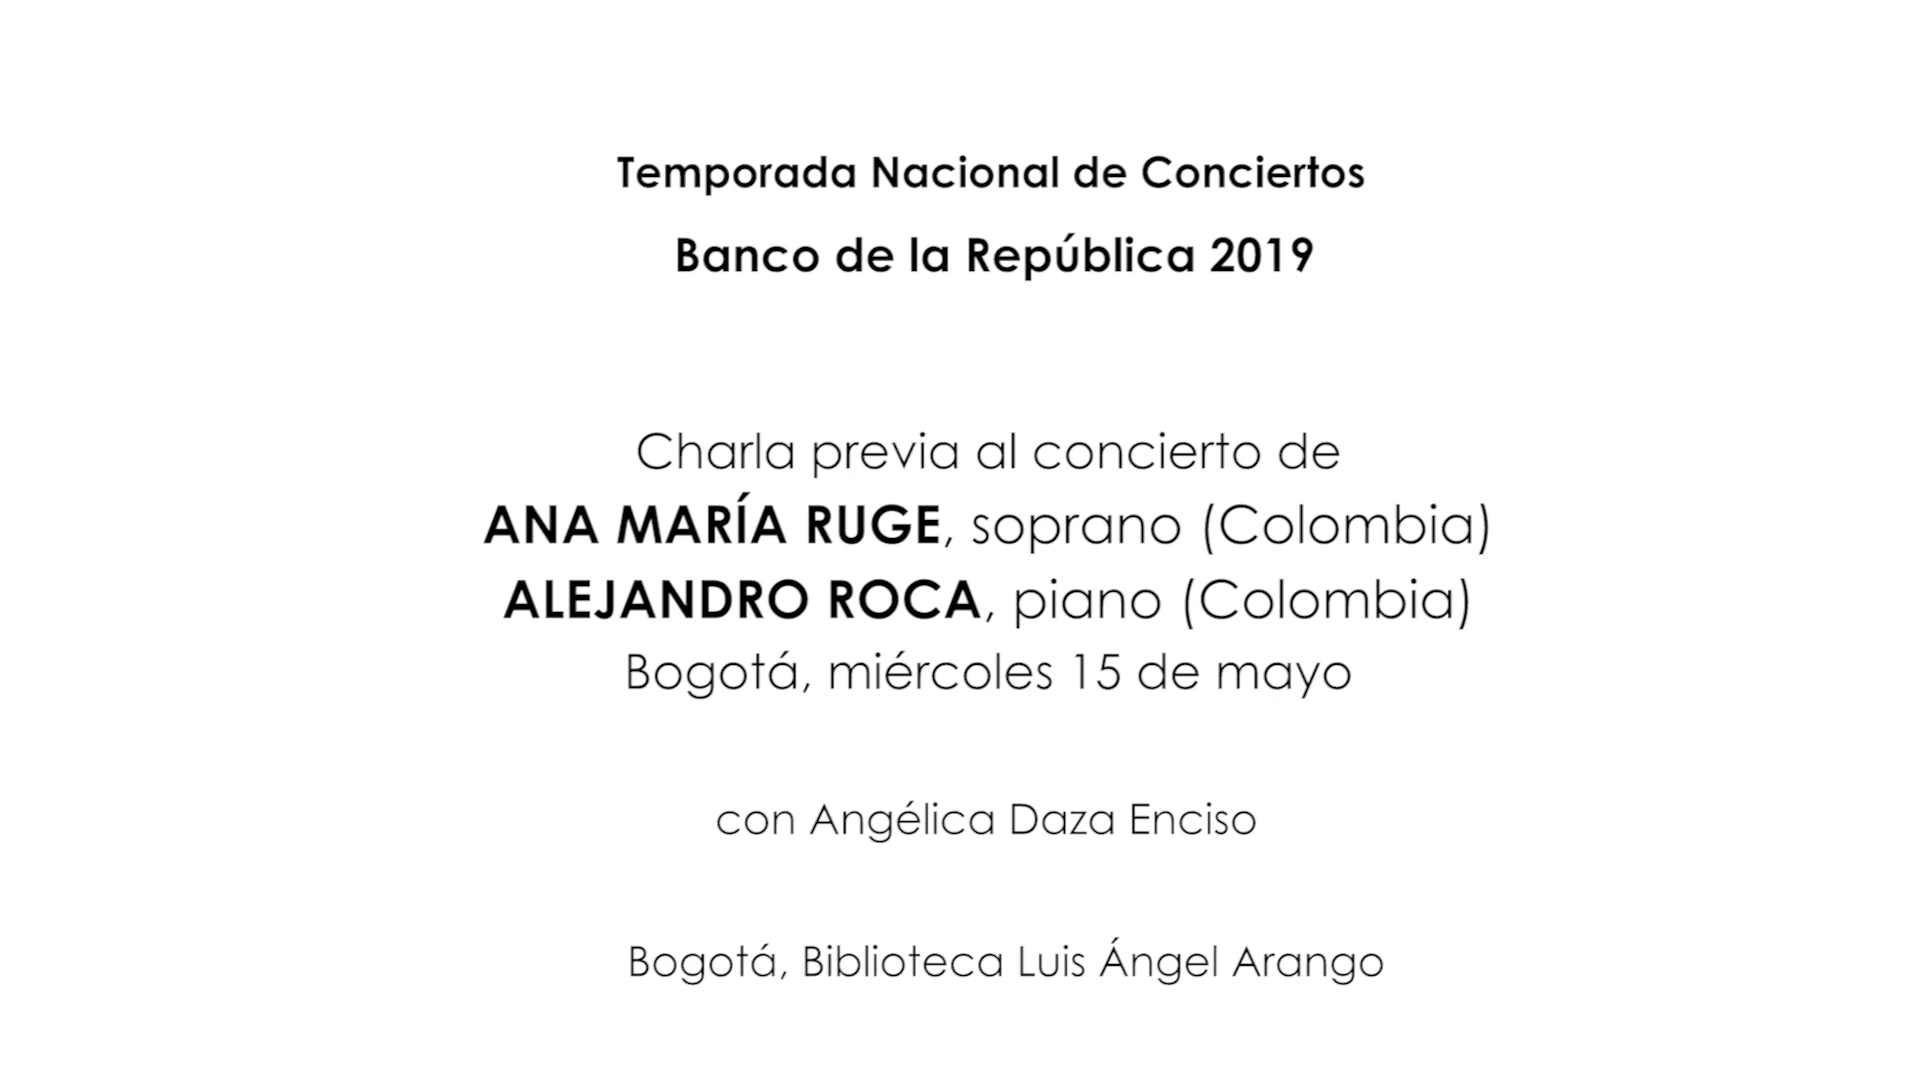 Temporada Nacional de Conciertos
Banco de la República 2019
Charla previa al concierto de
ANA MARÍA RUGE, soprano (Colombia)
ALEJANDRO ROCA, piano (Colombia)
Bogotá, miércoles 15 de mayo
con Angélica Daza Enciso
Bogotá, Biblioteca Luis Ángel Arango